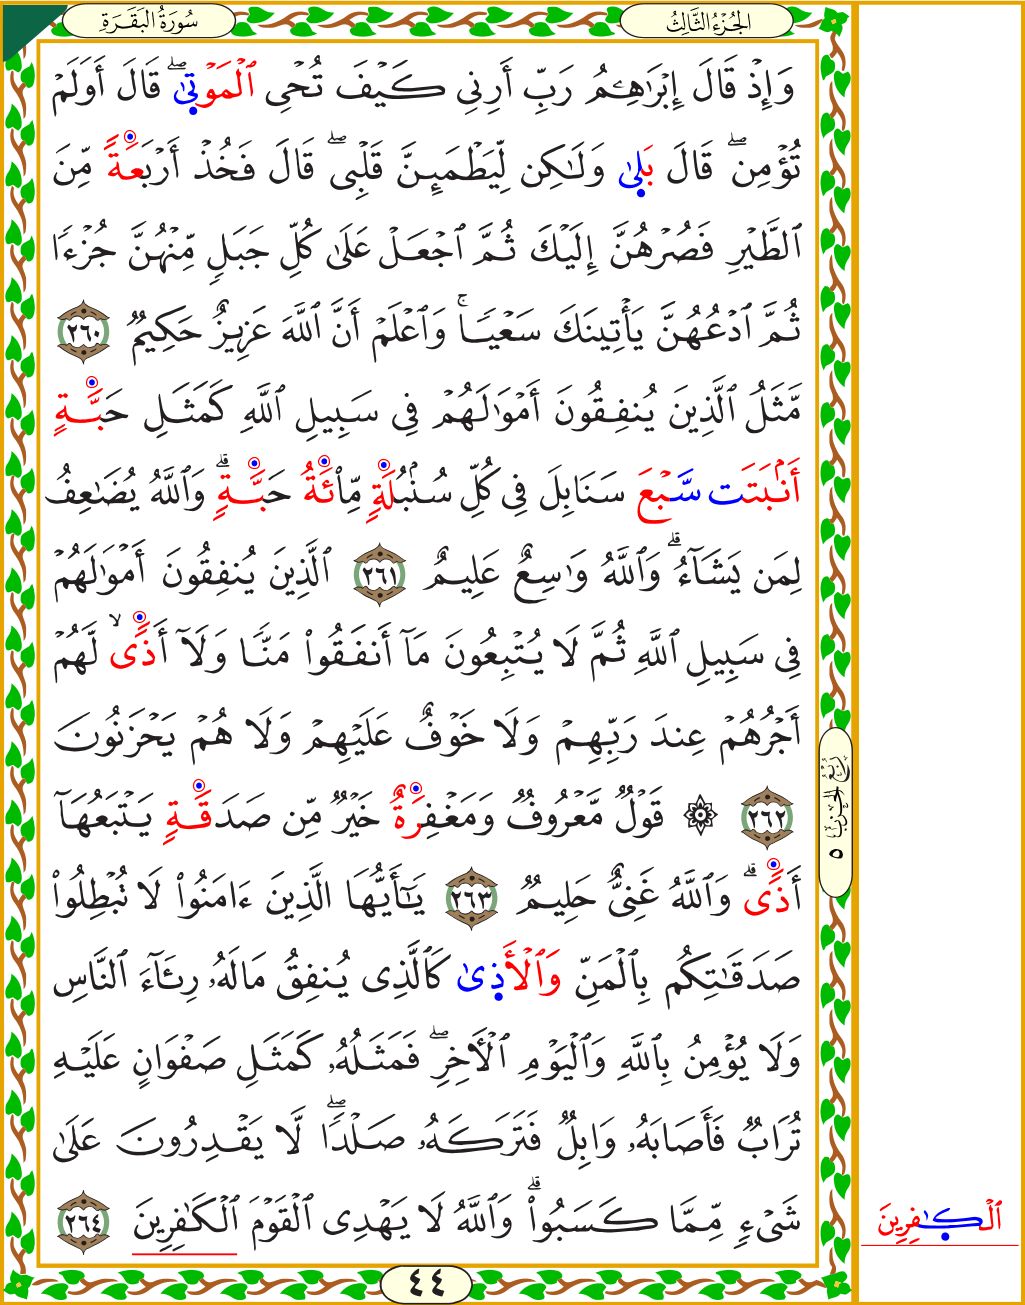 سُورَةُ الْبَقَرَةِ
الجُزْءُ الثَّالِثُ
وَإِذْ قَالَ إِبْرَٰهِـۧمُ رَبِّ أَرِنِي كَيْفَ تُحْيِ ٱلْمَوْتَىٰۖ قَالَ أَوَلَمْ
تُؤْمِنۖ قَالَ بَلَىٰ وَلَٰكِن لِّيَطْمَئِنَّ قَلْبِيۖ قَالَ فَخُذْ أَرْبَعَةً مِّنَ
ٱلطَّيْرِ فَصُرْهُنَّ إِلَيْكَ ثُمَّ ٱجْعَلْ عَلَىٰ كُلِّ جَبَلٍ مِّنْهُنَّ جُزْءًا
ثُمَّ ٱدْعُهُنَّ يَأْتِينَكَ سَعْيًاۚ وَٱعْلَمْ أَنَّ ٱللَّهَ عَزِيزٌ حَكِيمٌ ٢٦٠
مَّثَلُ ٱلَّذِينَ يُنفِقُونَ أَمْوَٰلَهُمْ فِي سَبِيلِ ٱللَّهِ كَمَثَلِ حَبَّةٍ
أَنۢبَتَت سَّبْعَ سَنَابِلَ فِي كُلِّ سُنۢبُلَةٍ مِّاْئَةُ حَبَّةٍۗ وَٱللَّهُ يُضَٰعِفُ
لِمَن يَشَآءُۗ وَٱللَّهُ وَٰسِعٌ عَلِيمٌ ٢٦١ ٱلَّذِينَ يُنفِقُونَ أَمْوَٰلَهُمْ
فِي سَبِيلِ ٱللَّهِ ثُمَّ لَا يُتْبِعُونَ مَآ أَنفَقُواْ مَنًّا وَلَآ أَذًىۙ لَّهُمْ
أَجْرُهُمْ عِندَ رَبِّهِمْ وَلَا خَوْفٌ عَلَيْهِمْ وَلَا هُمْ يَحْزَنُونَ
٢٦٢ ۞ قَوْلٌ مَّعْرُوفٌ وَمَغْفِرَةٌ خَيْرٌ مِّن صَدَقَةٍ يَتْبَعُهَآ
أَذًىۗ وَٱللَّهُ غَنِيٌّ حَلِيمٌ ٢٦٣ يَٰٓأَيُّهَا ٱلَّذِينَ ءَامَنُواْ لَا تُبْطِلُواْ
صَدَقَٰتِكُم بِٱلْمَنِّ وَٱلْأَذَىٰ كَٱلَّذِي يُنفِقُ مَالَهُۥ رِئَآءَ ٱلنَّاسِ
وَلَا يُؤْمِنُ بِٱللَّهِ وَٱلْيَوْمِ ٱلْأٓخِرِۖ فَمَثَلُهُۥ كَمَثَلِ صَفْوَانٍ عَلَيْهِ
تُرَابٌ فَأَصَابَهُۥ وَابِلٌ فَتَرَكَهُۥ صَلْدًاۖ لَّا يَقْدِرُونَ عَلَىٰ
شَيْءٍ مِّمَّا كَسَبُواْۗ وَٱللَّهُ لَا يَهْدِي ٱلْقَوْمَ ٱلْكَٰفِرِينَ ٢٦٤
رُبْعُ الحِزْب ٥
ٱلْكَٰفِرِينَ
٤٤